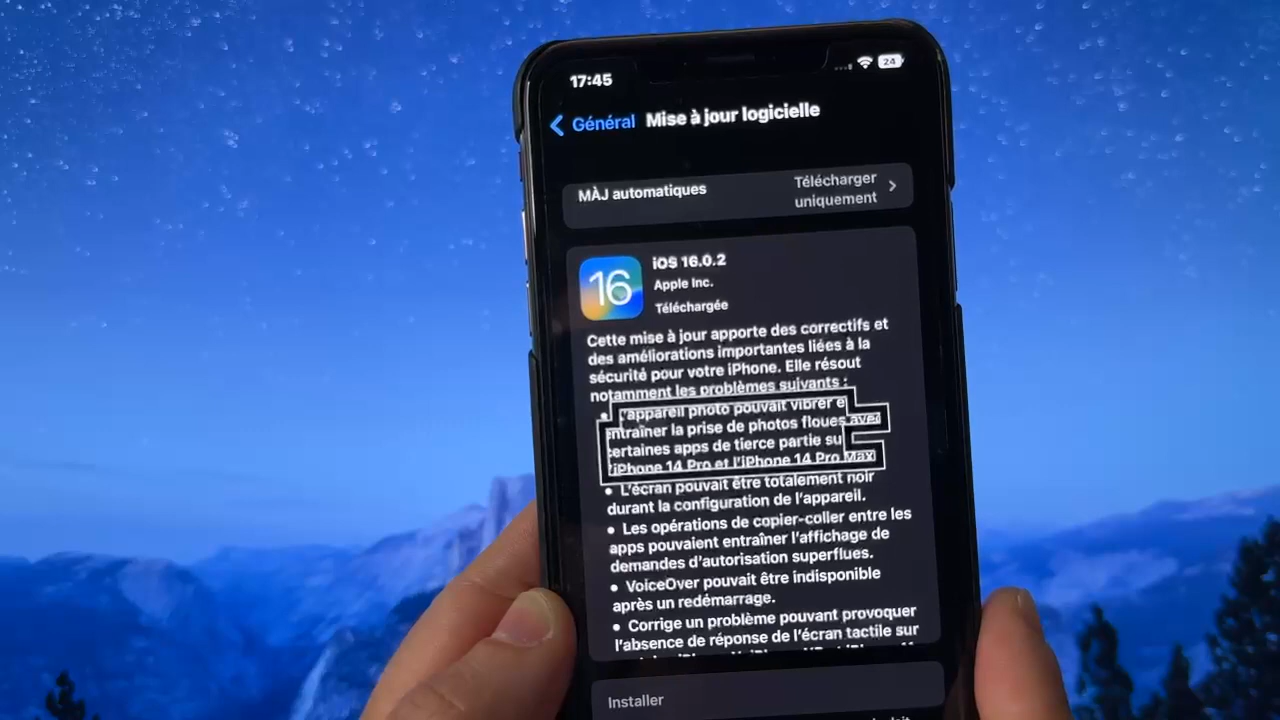 17:45
24
Général Mise à jour logicielle
MÀJ automatiques
Télécharger
uniquement
16
iOS 16.0.2
Apple Inc.
Téléchargée
Cette mise à jour apporte des correctifs et
des améliorations importantes liées à la
sécurité pour votre iPhone. Elle résout
notamment les problèmes suivants :
• L'appareil photo pouvait vibrer e
entraîner la prise de photos floues avec
certaines apps de tierce partie su
l'iPhone 14 Pro et l'iPhone 14 Pro Max
• L'écran pouvait être totalement noir
durant la configuration de l'appareil.
• Les opérations de copier-coller entre les
apps pouvaient entraîner l'affichage de
demandes d'autorisation superflues.
• VoiceOver pouvait être indisponible
après un redémarrage.
• Corrige un problème pouvant provoquer
l'absence de réponse de l'écran tactile sur
Installer